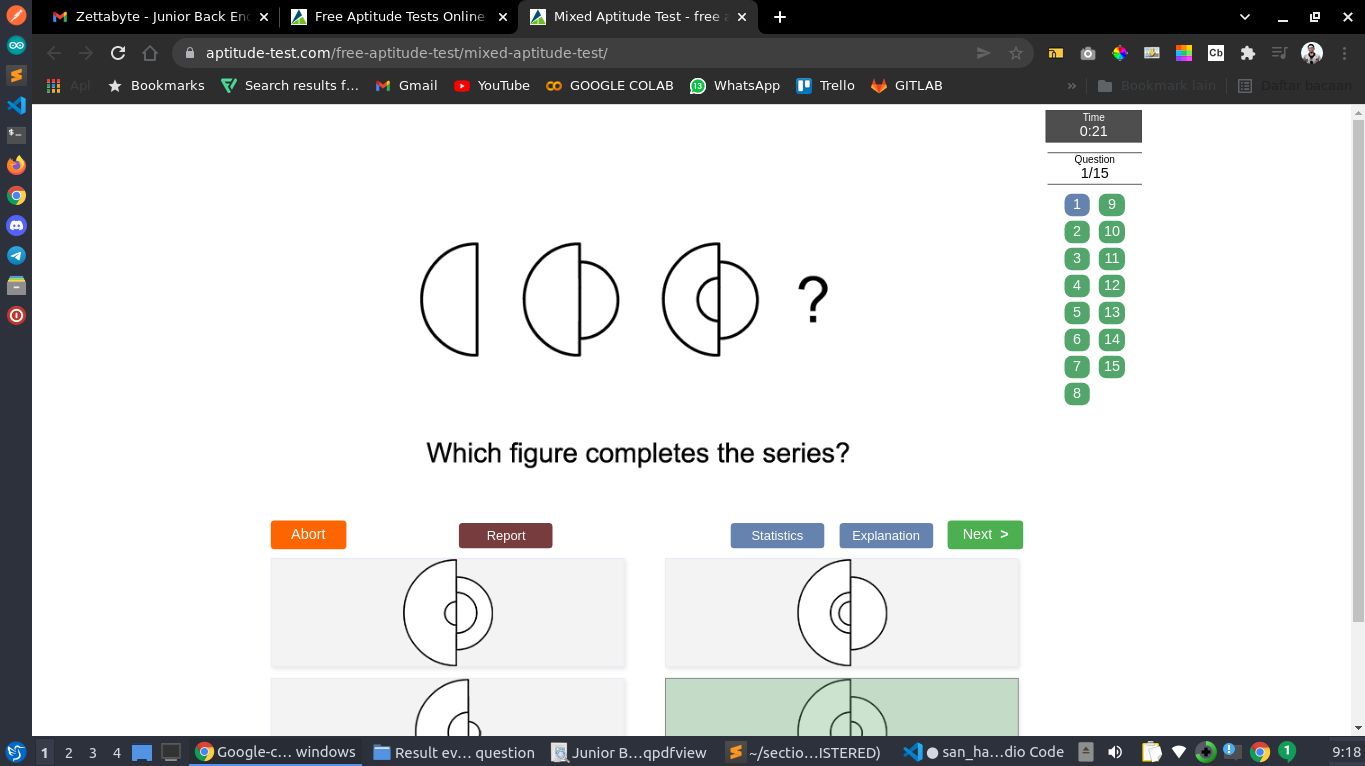 Zettabyte - Junior Back En
Free Aptitude Tests Online
Mixed Aptitude Test - free a
aptitude-test.com/free-aptitude-test/mixed-aptitude-test/
Cb
Apl
Bookmarks
Search results f...
Gmail
YouTube
GOOGLE COLAB
13
WhatsApp
Trello
GITLAB
»
Bookmark lain
Daftar bacaan
Time
0:21
Question
1/15
1 9
2 10
3 11
4 12
5 13
6 14
7 15
8
?
Which figure completes the series?
Abort
Report
Statistics
Explanation
Next >
1 2 3 4
Google-c... windows
Result ev... question
Junior B...qpdfview
~/sectio...ISTERED)
● san_ha...dio Code
1
9:18